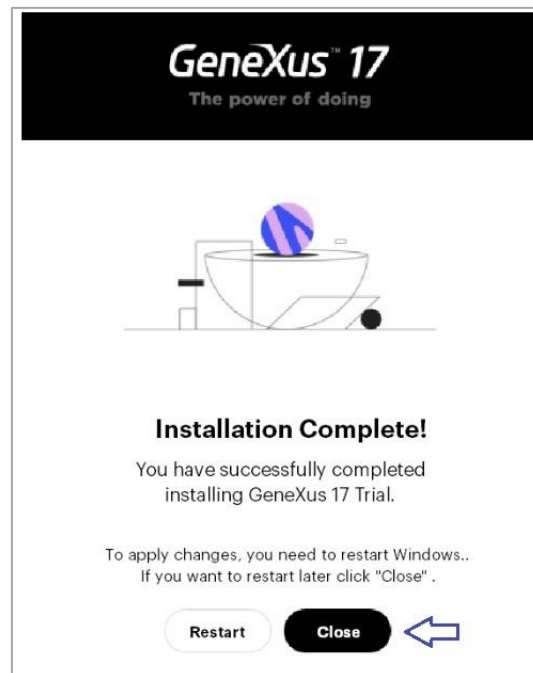 GeneXus™ 17
The power of doing
Installation Complete!
You have successfully completed
installing GeneXus 17 Trial.
To apply changes, you need to restart Windows..
If you want to restart later click "Close" .
Restart
Close